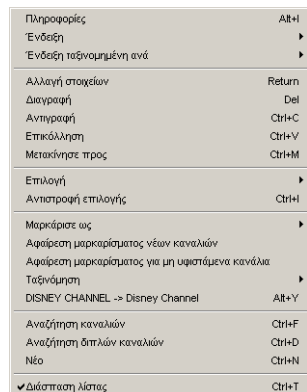 Πληροφορίες Alt+I
Ένδειξη
Ένδειξη ταξινομημένη ανά
Αλλαγή στοιχείων Return
Διαγραφή Del
Αντιγραφή Ctrl+C
Επικόλληση Ctrl+V
Μετακίνησε προς Ctrl+M
Επιλογή
Αντιστροφή επιλογής Ctrl+I
Μαρκάρισε ως
Αφαίρεση μαρκαρίσματος νέων καναλιών
Αφαίρεση μαρκαρίσματος για μη υφιστάμενα κανάλια
Ταξινόμηση
DISNEY CHANNEL -> Disney Channel Alt+Y
Αναζήτηση καναλιών Ctrl+F
Αναζήτηση διπλών καναλιών Ctrl+D
Νέο Ctrl+N
Διάσπαση λίστας Ctrl+T